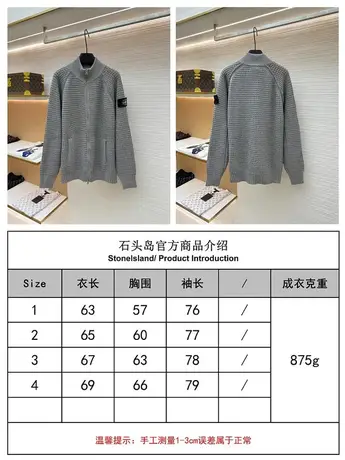 石头岛官方商品介绍
StoneIsland/ Product Introduction
Size 衣长 胸围 袖长 / 成衣克重
1 63 57 76 /
2 65 60 77 /
3 67 63 78 / 875g
4 69 66 79 /
/
温馨提示：手工测量1-3cm误差属于正常